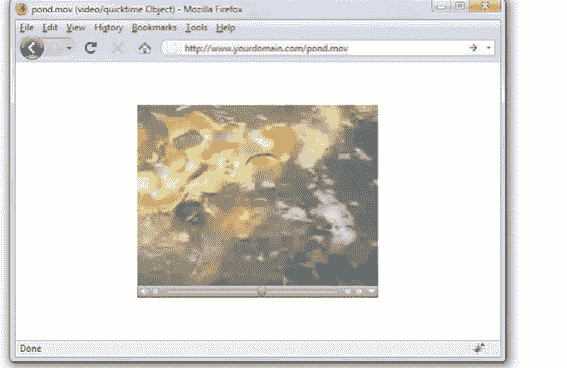 pond.mov (video/quicktime Object) - Mozilla Firefox
File Edit View History Bookmarks Tools Help
http://www.yourdomain.com/pond.mov
Done